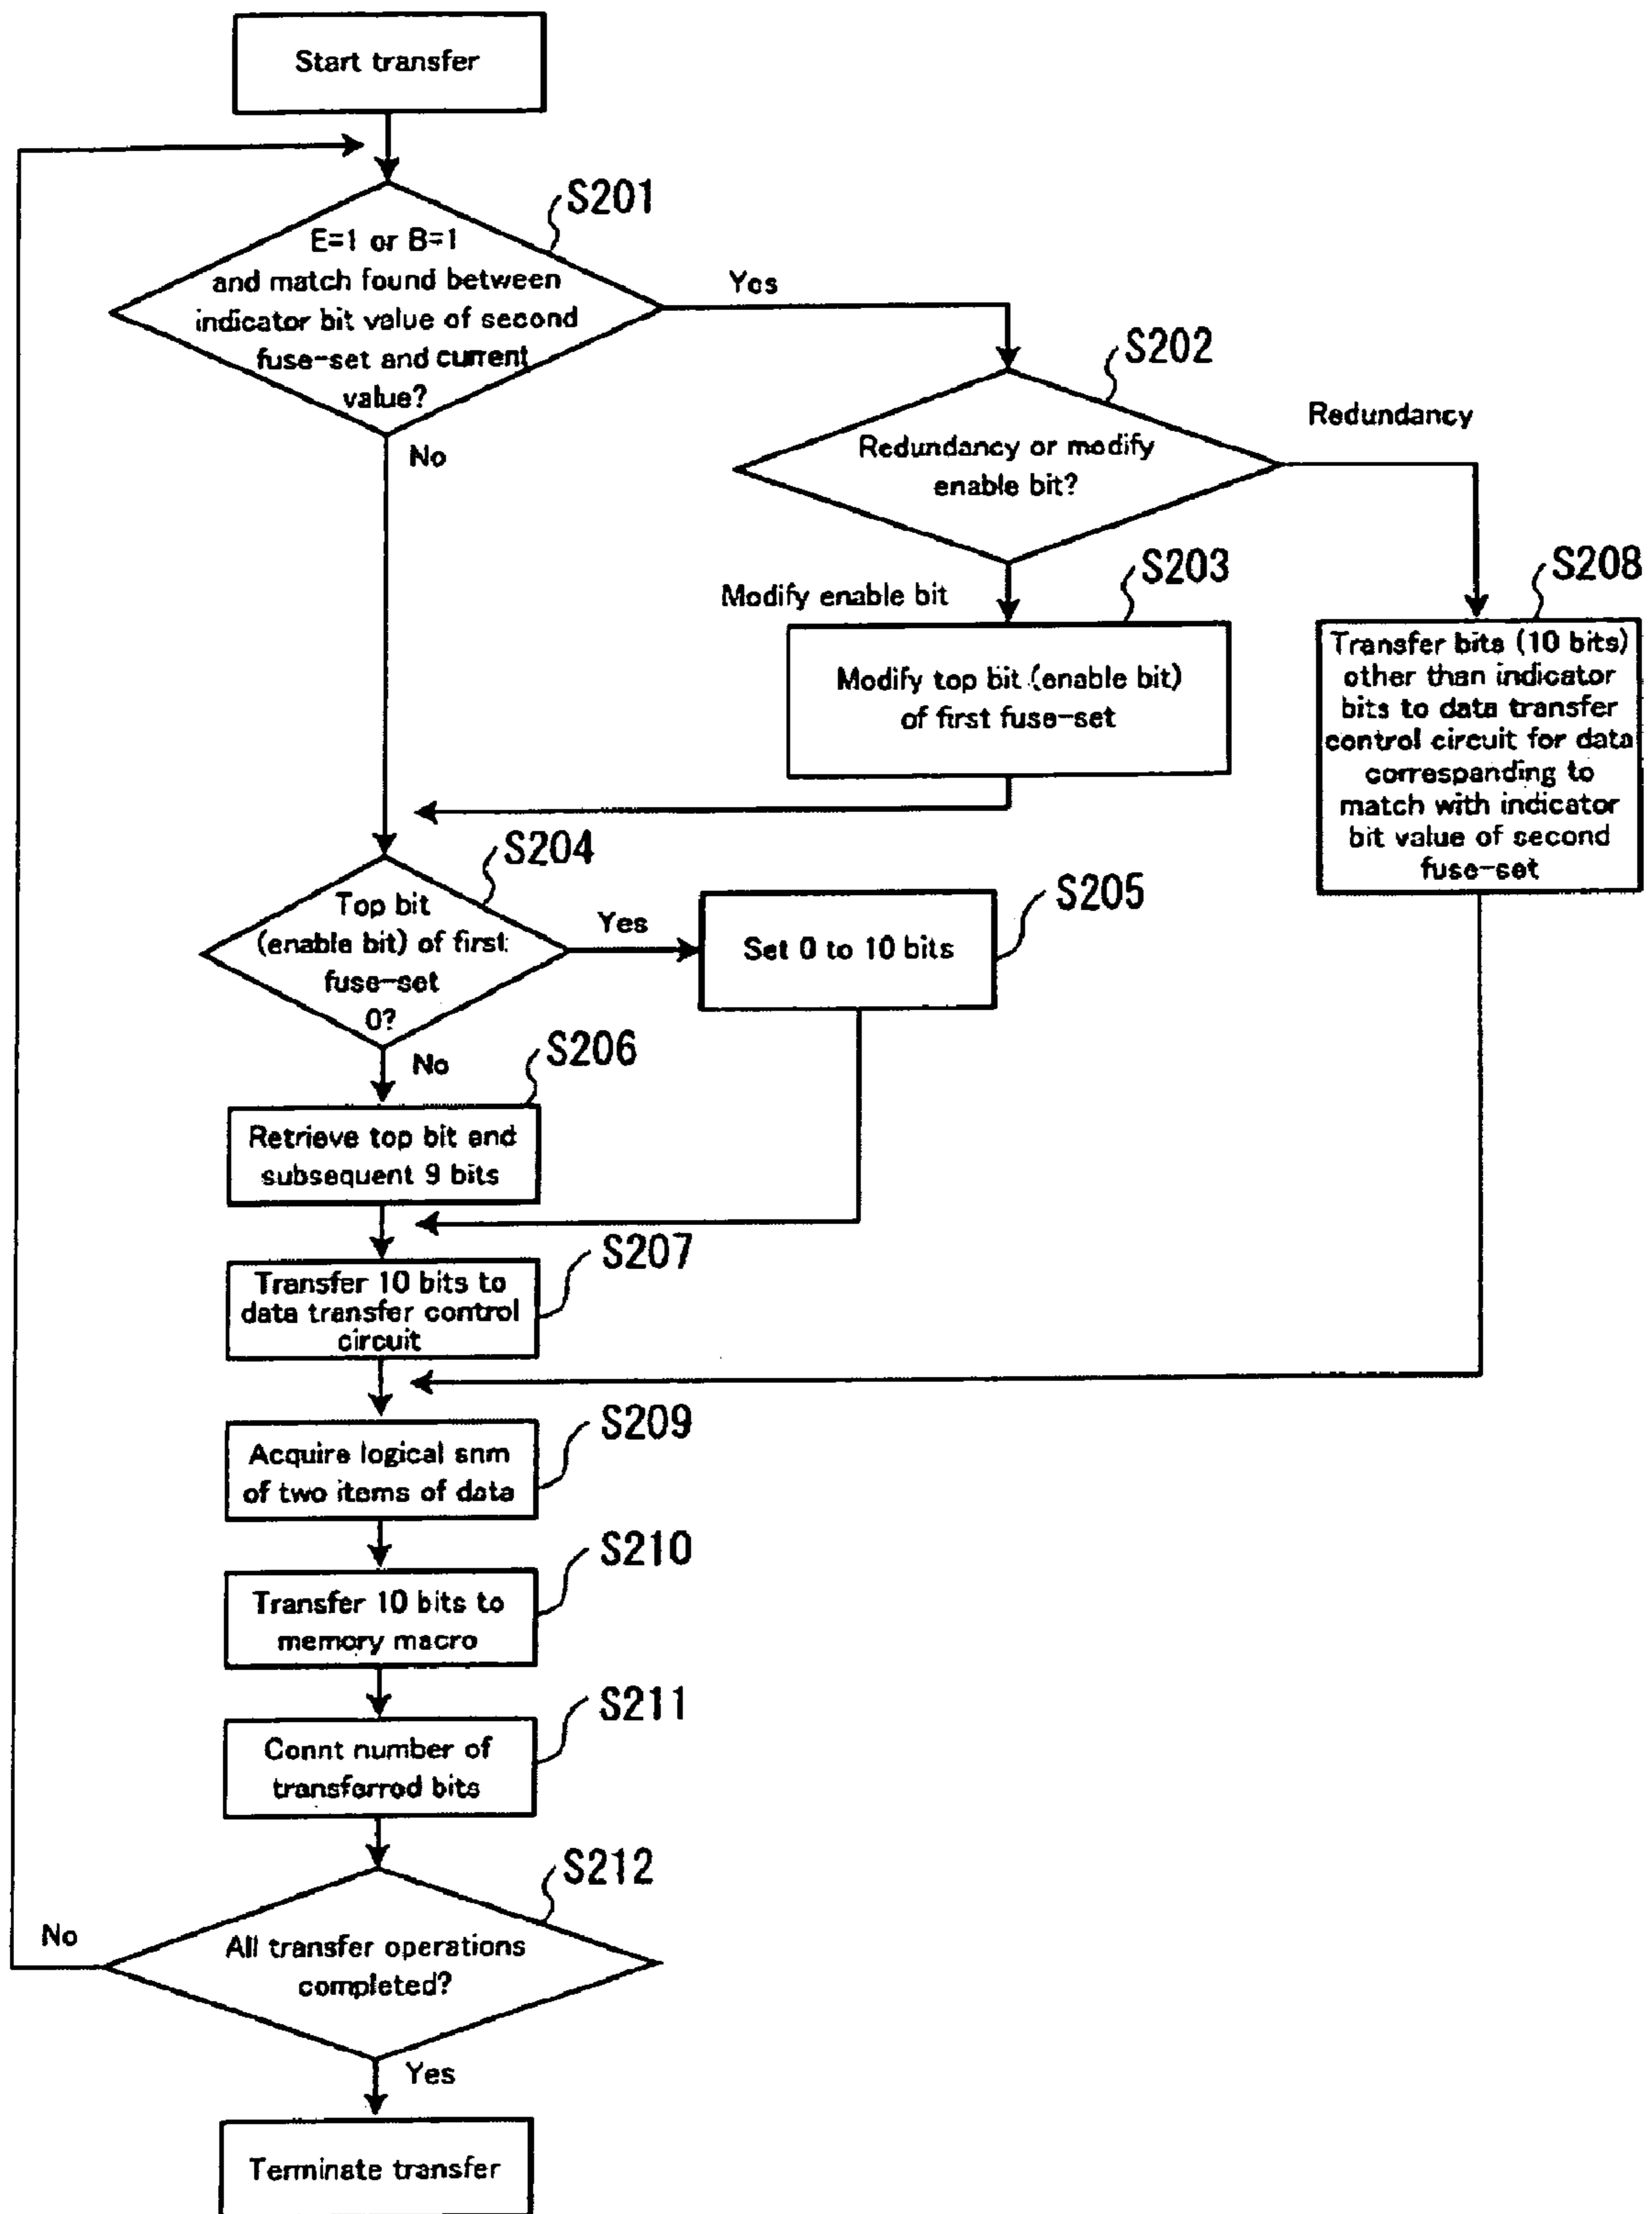 Start transfer
S201
E=1 or B=1
and match found between
indicator bit value of second
fuse-set and current
value?
Yes
No
S202
Redundancy or modify
enable bit?
Redundancy
Modify enable bit
S203
Modify top bit (enable bit)
of first fuse-set
S208
Transfer bits (10 bits)
other than indicator
bits to data transfer
control circuit for data
correspanding to
match with indicator
bit value of second
fuse-set
S204
Top bit
(enable bit) of first
fuse-set
0?
Yes
S205
Set 0 to 10 bits
No
S206
Retrieve top bit and
subsequent 9 bits
S207
Transfer 10 bits to
data transfer control
circuit
S209
Acquire logical snm
of two items of data
S210
Transfer 10 bits to
memory macro
S211
Connt number of
transferred bits
S212
All transfer operations
completed?
No
Yes
Terminate transfer